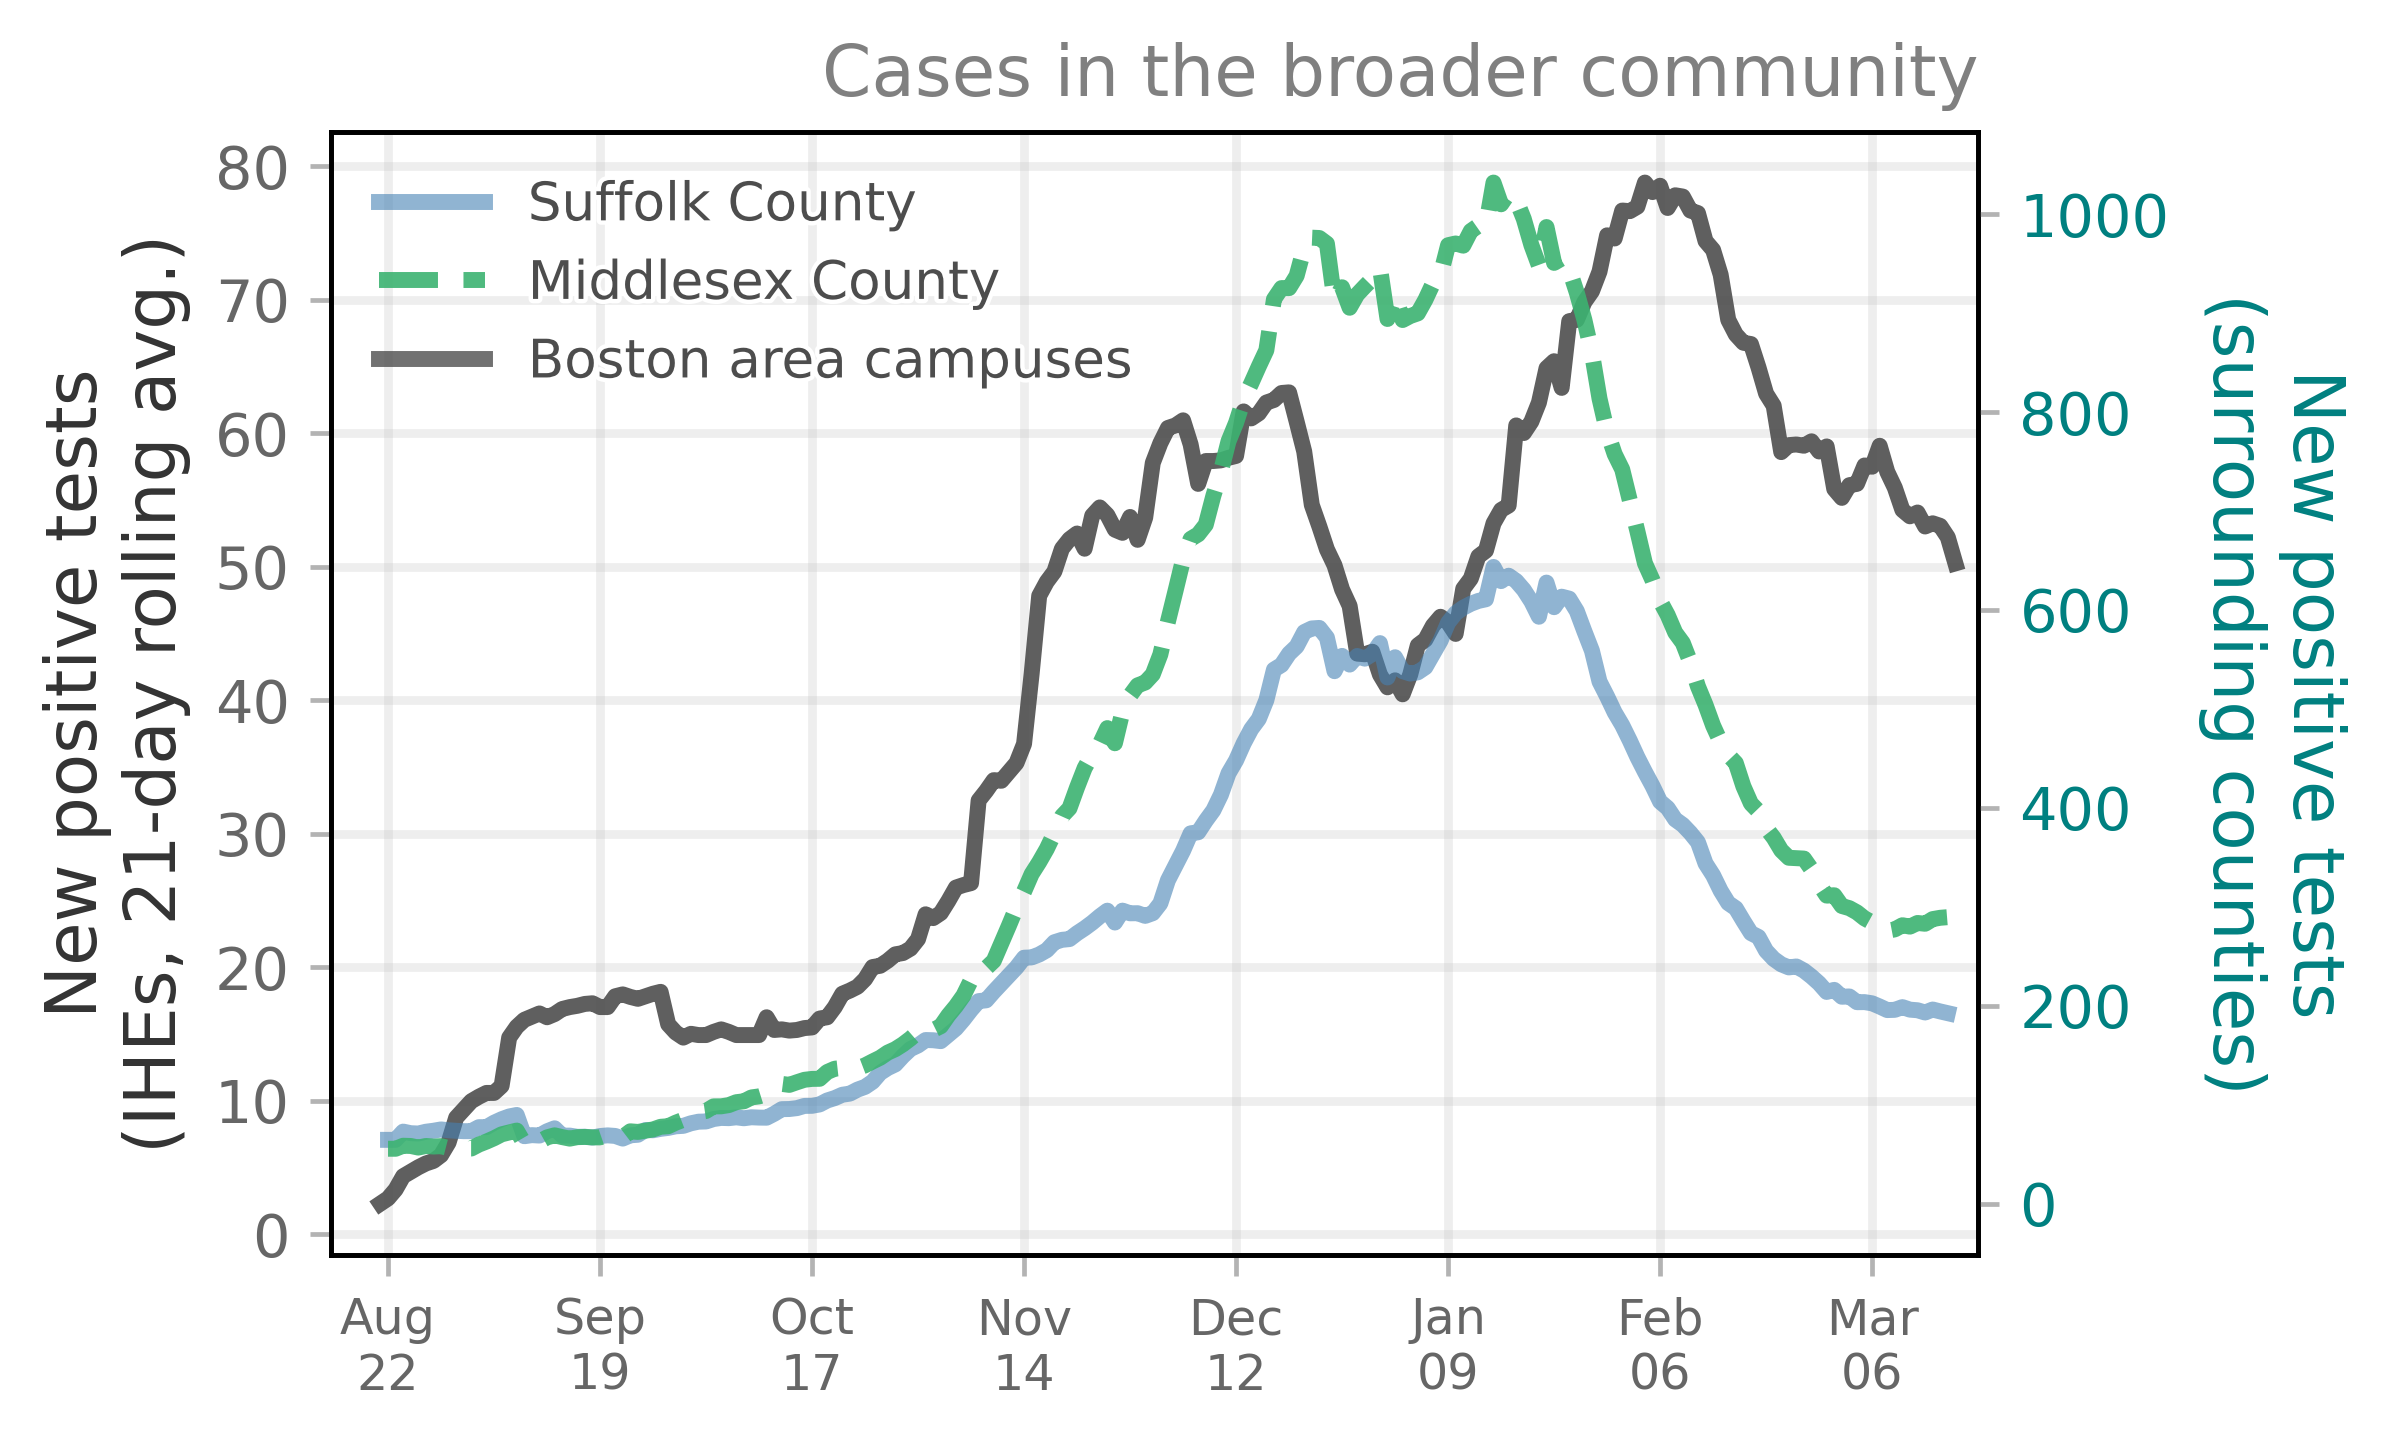 Cases in the broader community
New positive tests
(IHEs, 21-day rolling avg.)
80
70
60
50
40
30
20
10
0
Suffolk County
Middlesex County
Boston area campuses
1000
800
600
400
200
0
New positive tests
(surrounding counties)
Aug
22
Sep
19
Oct
17
Nov
14
Dec
12
Jan
09
Feb
06
Mar
06